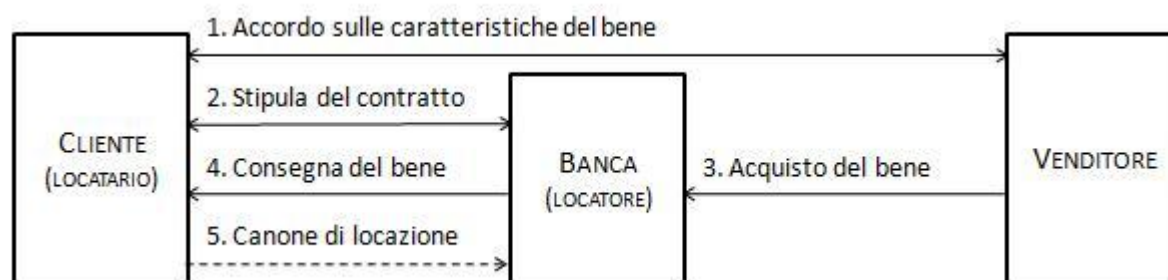 1. Accordo sulle caratteristiche del bene
2. Stipula del contratto
CLIENTE
(LOCATARIO)
4. Consegna del bene
BANCA
(LOCATORE)
3. Acquisto del bene
VENDITORE
5. Canone di locazione